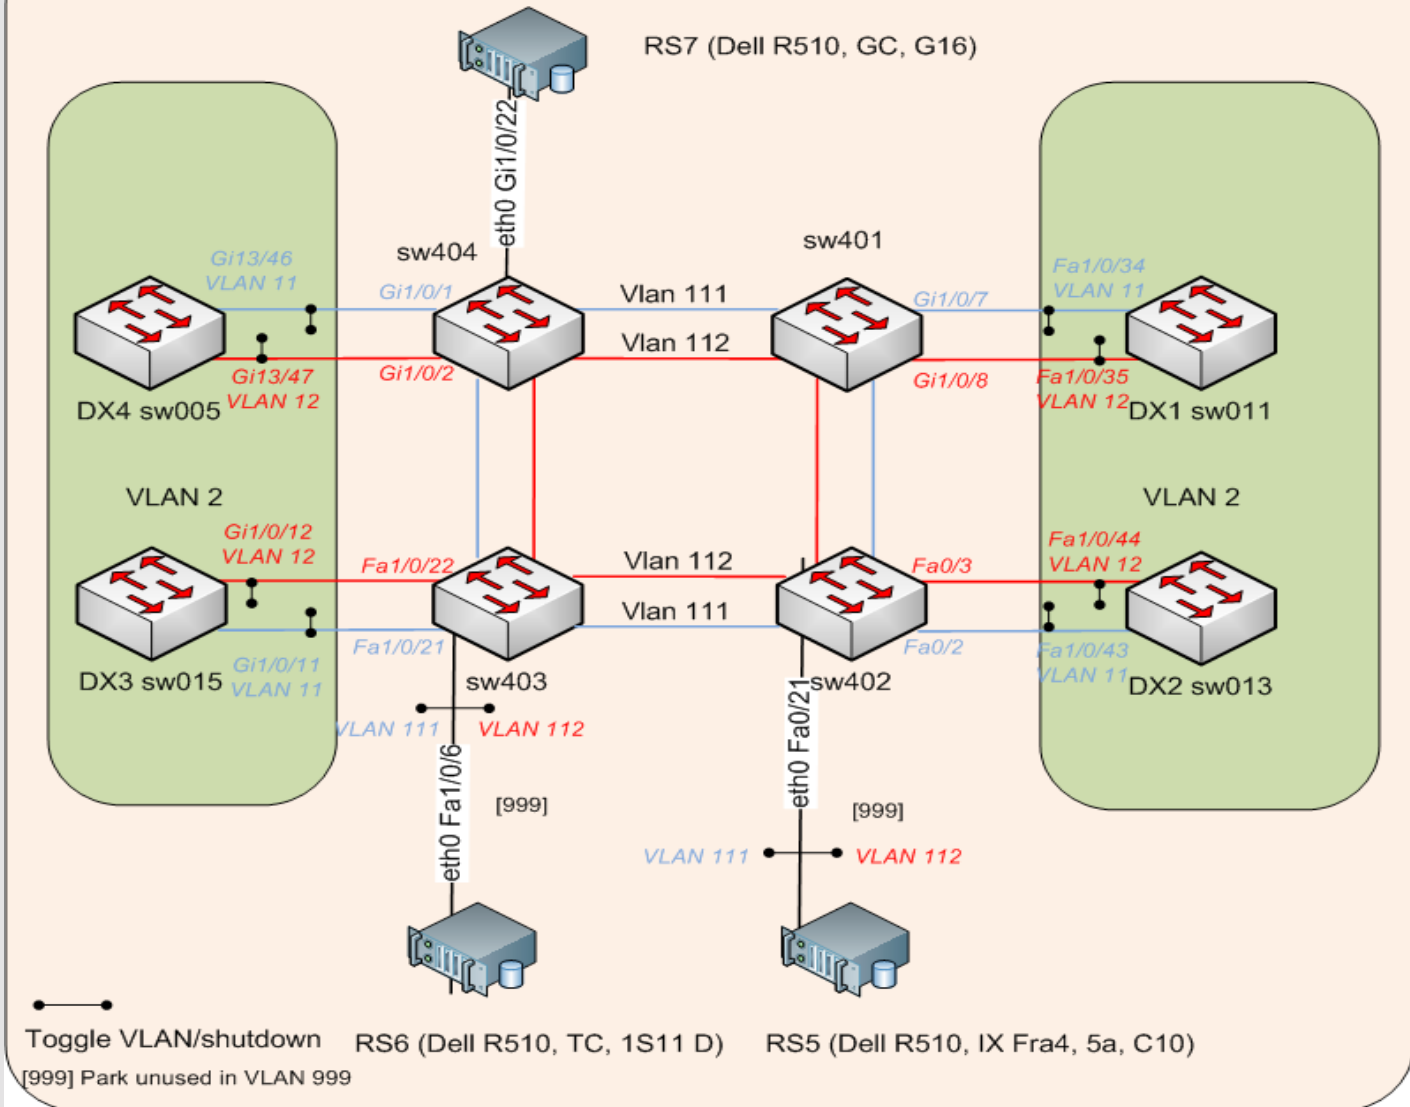 RS7 (Dell R510, GC, G16)
eth0 Gi1/0/22
sw404
sw401
Gi13/46
VLAN 11
Gi1/0/1
Vlan 111
Gi1/0/7
Fa1/0/34
VLAN 11
Vlan 112
Gi13/47
VLAN 12
Gi1/0/2
Gi1/0/8
Fa1/0/35
VLAN 12
DX4 sw005
DX1 sw011
VLAN 2
VLAN 2
Gi1/0/12
VLAN 12
Fa1/0/22
Vlan 112
Fa0/3
Fa1/0/44
VLAN 12
Vlan 111
Fa1/0/21
Fa0/2
Gi1/0/11
VLAN 11
Fa1/0/43
VLAN 11
DX3 sw015
sw403
sw402
DX2 sw013
VLAN 111
VLAN 112
eth0 Fa1/0/6
[999]
eth0 Fa0/21
[999]
VLAN 111
VLAN 112
Toggle VLAN/shutdown
RS6 (Dell R510, TC, 1S11 D)
RS5 (Dell R510, IX Fra4, 5a, C10)
[999] Park unused in VLAN 999